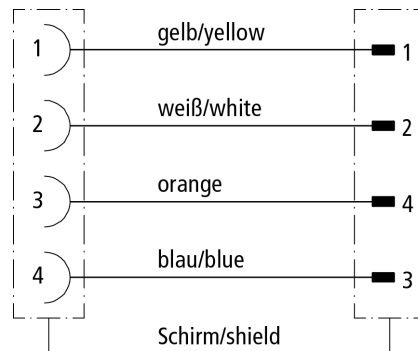 1 gelb/yellow 1
2 weiß/white 2
3 orange 4
4 blau/blue 3
Schirm/shield